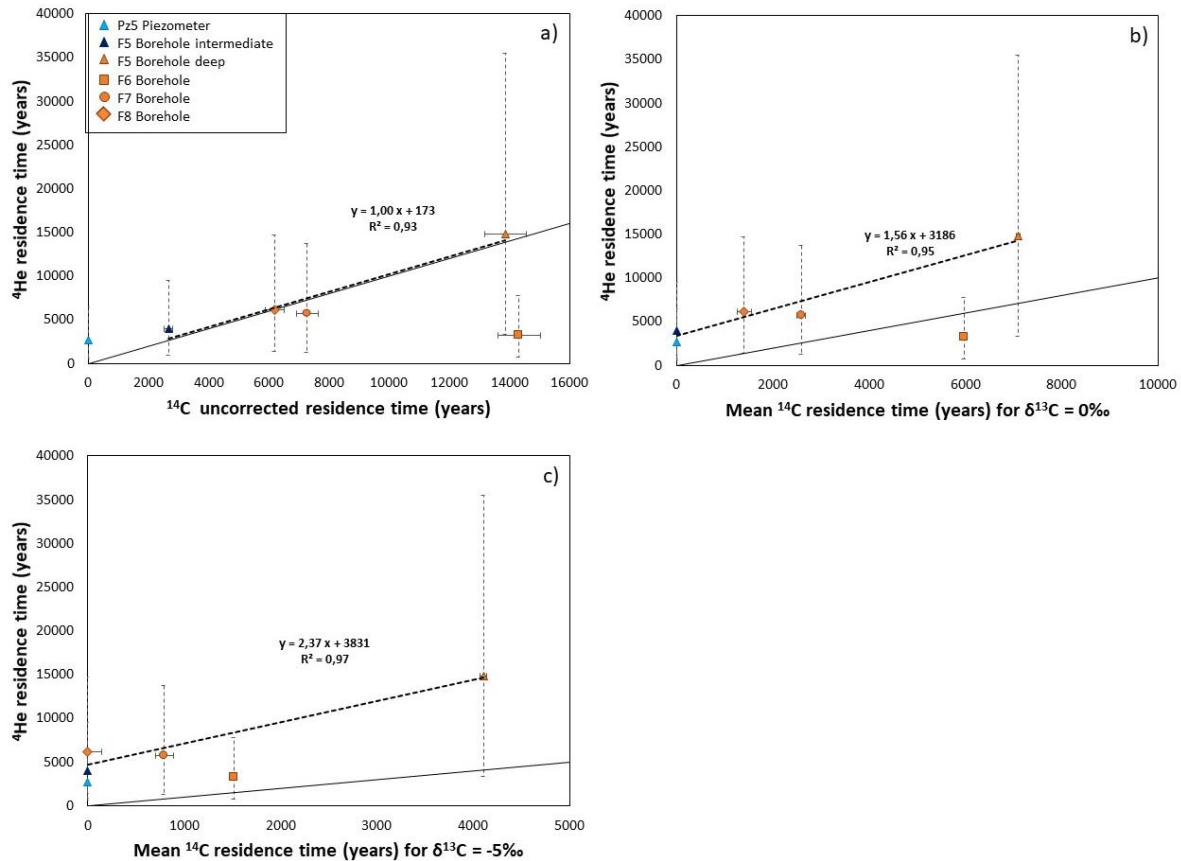 a)
Pz5 Piezometer
F5 Borehole intermediate
F5 Borehole deep
F6 Borehole
F7 Borehole
F8 Borehole
40000
35000
30000
25000
20000
15000
10000
5000
0
⁴He residence time (years)
y = 1,00 x + 173
R² = 0,93
0 2000 4000 6000 8000 10000 12000 14000 16000
¹⁴C uncorrected residence time (years)
b)
40000
35000
30000
25000
20000
15000
10000
5000
0
⁴He residence time (years)
y = 1,56 x + 3186
R² = 0,95
0 2000 4000 6000 8000 10000
Mean ¹⁴C residence time (years) for δ¹³C = 0‰
c)
40000
35000
30000
25000
20000
15000
10000
5000
0
⁴He residence time (years)
y = 2,37 x + 3831
R² = 0,97
0 1000 2000 3000 4000 5000
Mean ¹⁴C residence time (years) for δ¹³C = -5‰